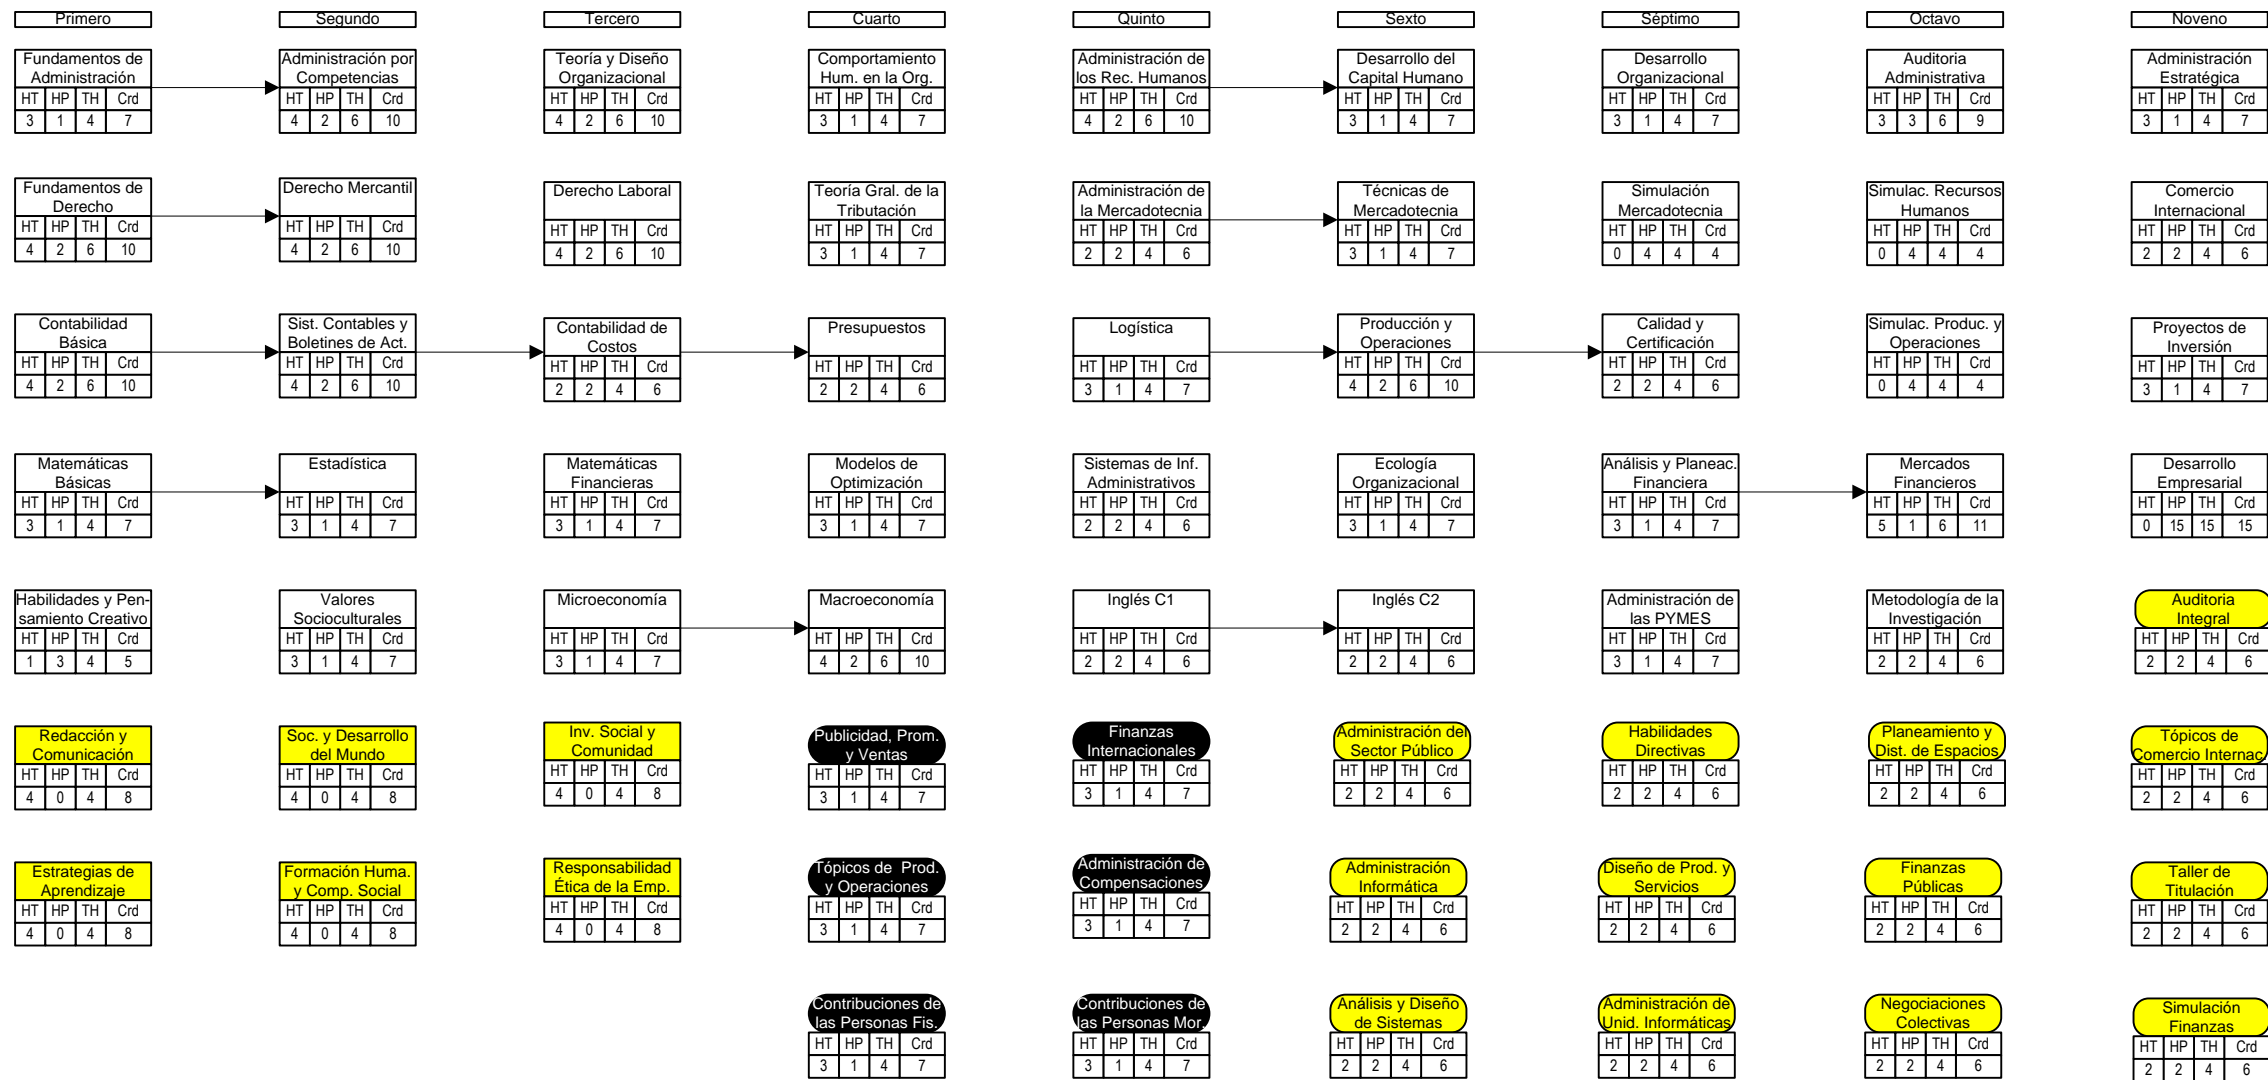 Primero Segundo Tercero Cuarto Quinto Sexto Séptimo Octavo Noveno
Fundamentos de Administración por Teoría y Diseño Comportamiento Administración de Desarrollo del Desarrollo Auditoria Administración
Administración Competencias Organizacional Hum. en la Org. los Rec. Humanos Capital Humano Organizacional Administrativa Estratégica
HT HP TH Crd HT HP TH Crd HT HP TH Crd HT HP TH Crd HT HP TH Crd HT HP TH Crd HT HP TH Crd HT HP TH Crd HT HP TH Crd
3 1 4 7 4 2 6 10 4 2 6 10 3 1 4 7 4 2 6 10 3 1 4 7 3 1 4 7 3 3 6 9 3 1 4 7
Fundamentos de Derecho Mercantil Derecho Laboral Teoría Gral. de la Administración de Técnicas de Simulación Simulac. Recursos Comercio
Derecho Tributación la Mercadotecnia Mercadotecnia Mercadotecnia Humanos Internacional
HT HP TH Crd HT HP TH Crd HT HP TH Crd HT HP TH Crd HT HP TH Crd HT HP TH Crd HT HP TH Crd HT HP TH Crd HT HP TH Crd
4 2 6 10 4 2 6 10 4 2 6 10 3 1 4 7 2 2 4 6 3 1 4 7 0 4 4 4 0 4 4 4 2 2 4 6
Contabilidad Sist. Contables y Contabilidad de Presupuestos Logística Producción y Calidad y Simulac. Produc. y Proyectos de
Básica Boletines de Act. Costos Operaciones Certificación Operaciones Inversión
HT HP TH Crd HT HP TH Crd HT HP TH Crd HT HP TH Crd HT HP TH Crd HT HP TH Crd HT HP TH Crd HT HP TH Crd HT HP TH Crd
4 2 6 10 4 2 6 10 2 2 4 6 2 2 4 6 3 1 4 7 4 2 6 10 2 2 4 6 0 4 4 4 3 1 4 7
Matemáticas Estadística Matemáticas Modelos de Sistemas de Inf. Ecología Análisis y Planeac. Mercados Desarrollo
Básicas Financieras Optimización Administrativos Organizacional Financiera Financieros Empresarial
HT HP TH Crd HT HP TH Crd HT HP TH Crd HT HP TH Crd HT HP TH Crd HT HP TH Crd HT HP TH Crd HT HP TH Crd HT HP TH Crd
3 1 4 7 3 1 4 7 3 1 4 7 3 1 4 7 2 2 4 6 3 1 4 7 3 1 4 7 5 1 6 11 0 15 15 15
Habilidades y Pen- Valores Microeconomía Macroeconomía Inglés C1 Inglés C2 Administración de Metodología de la Auditoria
samiento Creativo Socioculturales las PYMES Investigación Integral
HT HP TH Crd HT HP TH Crd HT HP TH Crd HT HP TH Crd HT HP TH Crd HT HP TH Crd HT HP TH Crd HT HP TH Crd HT HP TH Crd
1 3 4 5 3 1 4 7 3 1 4 7 4 2 6 10 2 2 4 6 2 2 4 6 3 1 4 7 2 2 4 6 2 2 4 6
Redacción y Soc. y Desarrollo Inv. Social y Publicidad, Prom. Finanzas Administración del Habilidades Planeamiento y Tópicos de
Comunicación del Mundo Comunidad y Ventas Internacionales Sector Público Directivas Dist. de Espacios Comercio Internac.
HT HP TH Crd HT HP TH Crd HT HP TH Crd HT HP TH Crd HT HP TH Crd HT HP TH Crd HT HP TH Crd HT HP TH Crd HT HP TH Crd
4 0 4 8 4 0 4 8 4 0 4 8 3 1 4 7 3 1 4 7 2 2 4 6 2 2 4 6 2 2 4 6 2 2 4 6
Estrategias de Formación Huma. Responsabilidad Tópicos de Prod. Administración de Administración Diseño de Prod. y Finanzas Taller de
Aprendizaje y Comp. Social Ética de la Emp. y Operaciones Compensaciones Informática Servicios Públicas Titulación
HT HP TH Crd HT HP TH Crd HT HP TH Crd HT HP TH Crd HT HP TH Crd HT HP TH Crd HT HP TH Crd HT HP TH Crd HT HP TH Crd
4 0 4 8 4 0 4 8 4 0 4 8 3 1 4 7 3 1 4 7 2 2 4 6 2 2 4 6 2 2 4 6 2 2 4 6
Contribuciones de Contribuciones de Análisis y Diseño Administración de Negociaciones Simulación
las Personas Fis. las Personas Mor. de Sistemas Unid. Informáticas Colectivas Finanzas
HT HP TH Crd HT HP TH Crd HT HP TH Crd HT HP TH Crd HT HP TH Crd HT HP TH Crd
3 1 4 7 3 1 4 7 2 2 4 6 2 2 4 6 2 2 4 6 2 2 4 6